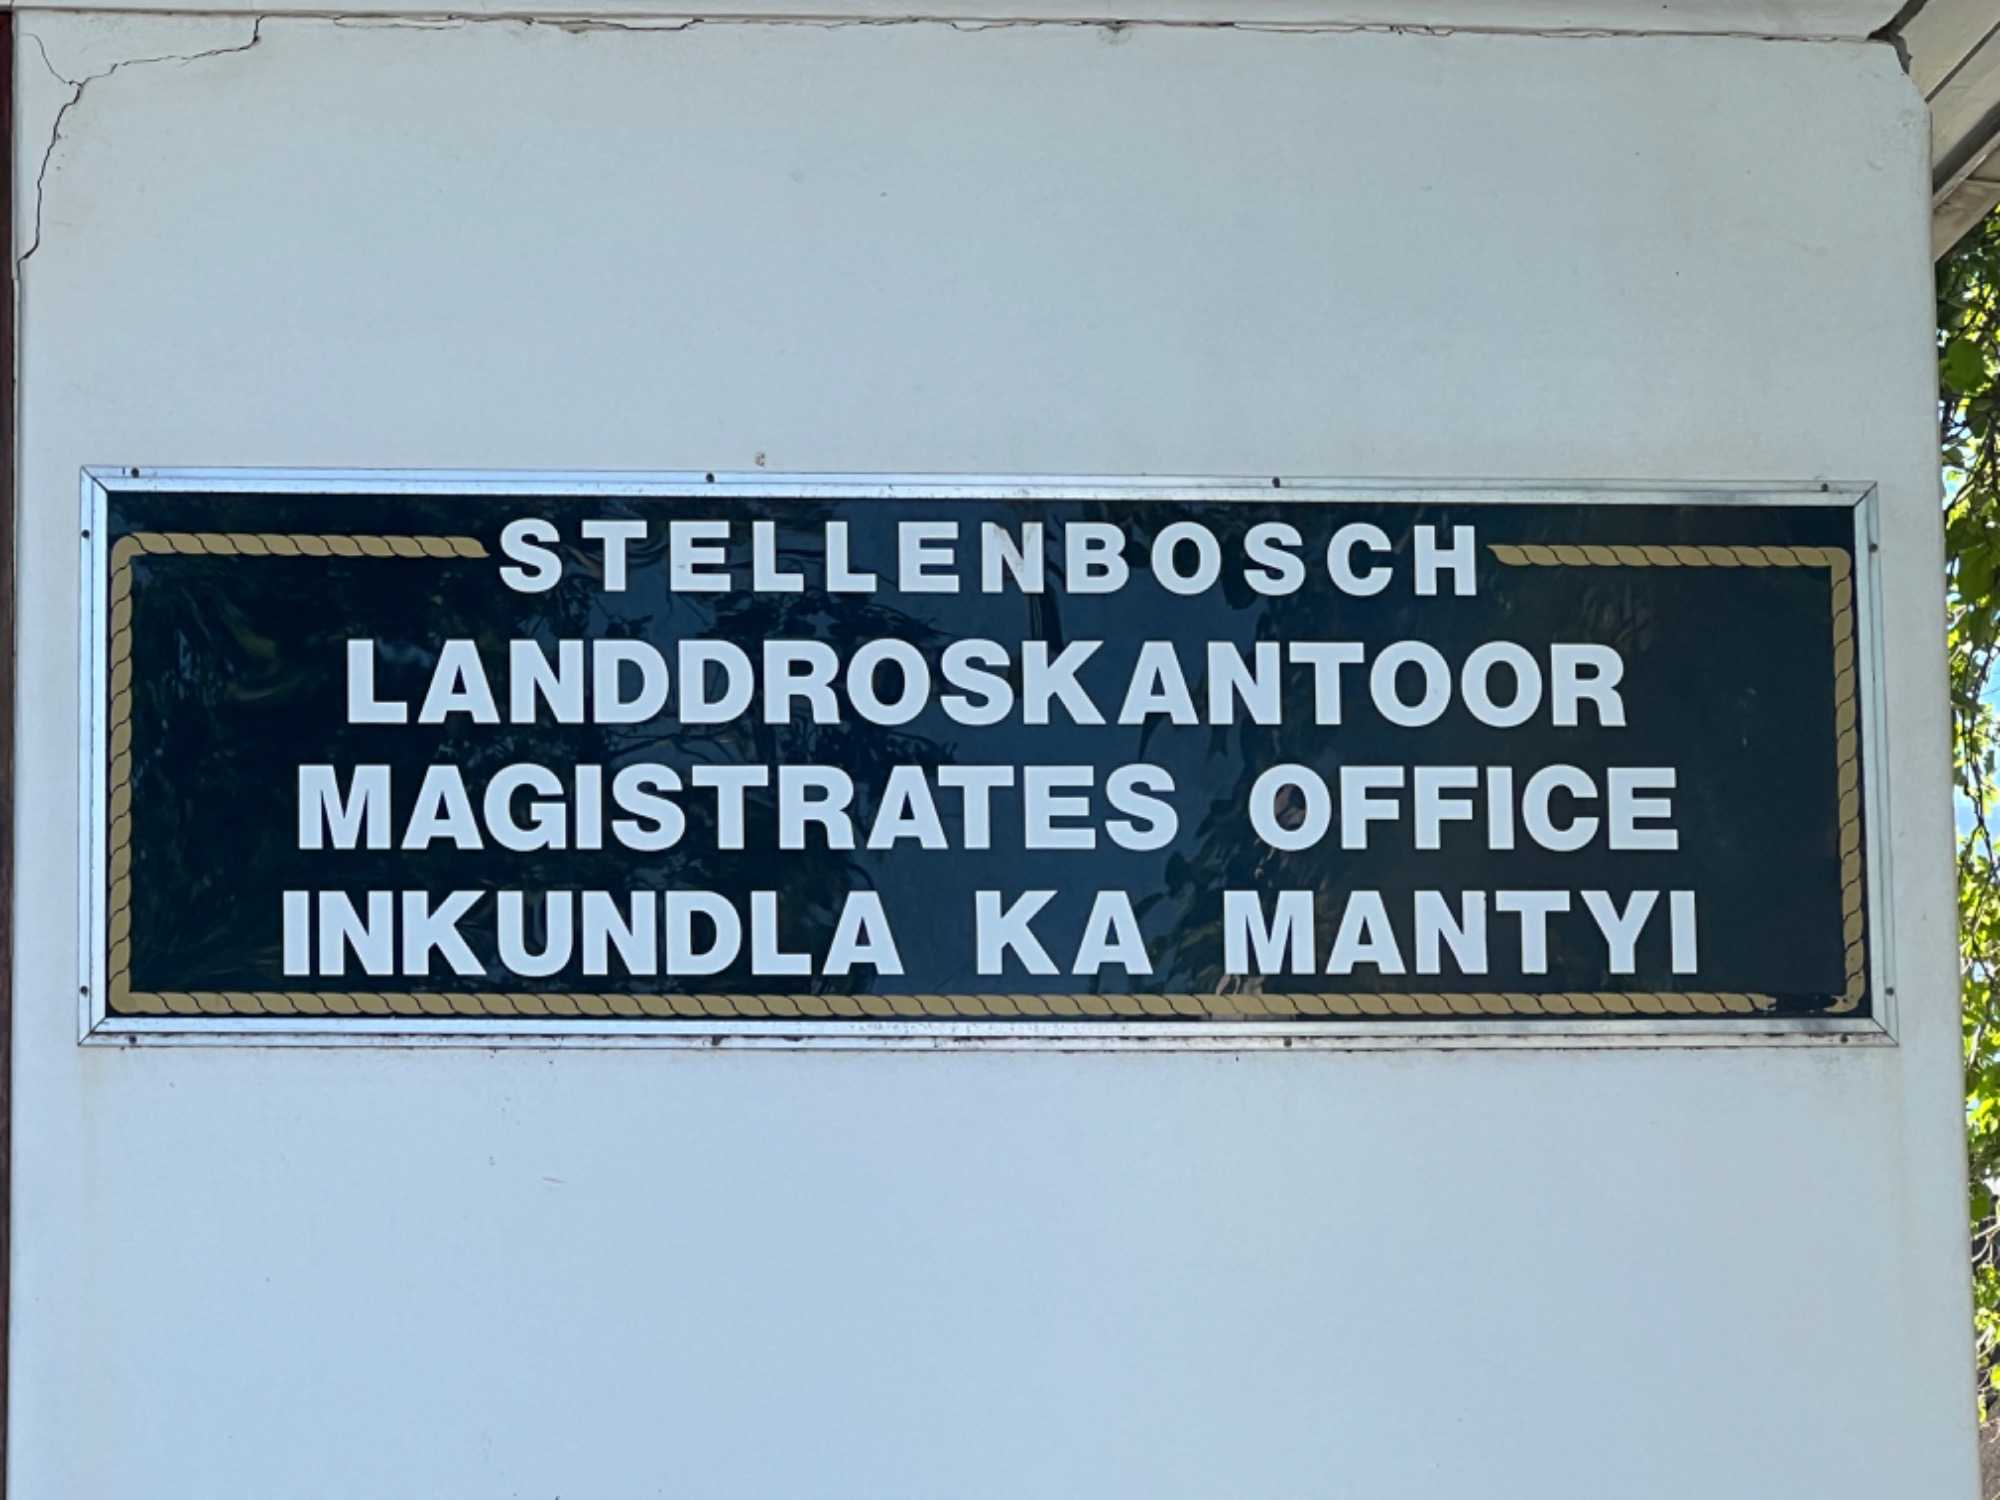 STELLENBOSCH
LANDDROSKANTOOR
MAGISTRATES OFFICE
INKUNDLA KA MANTYI